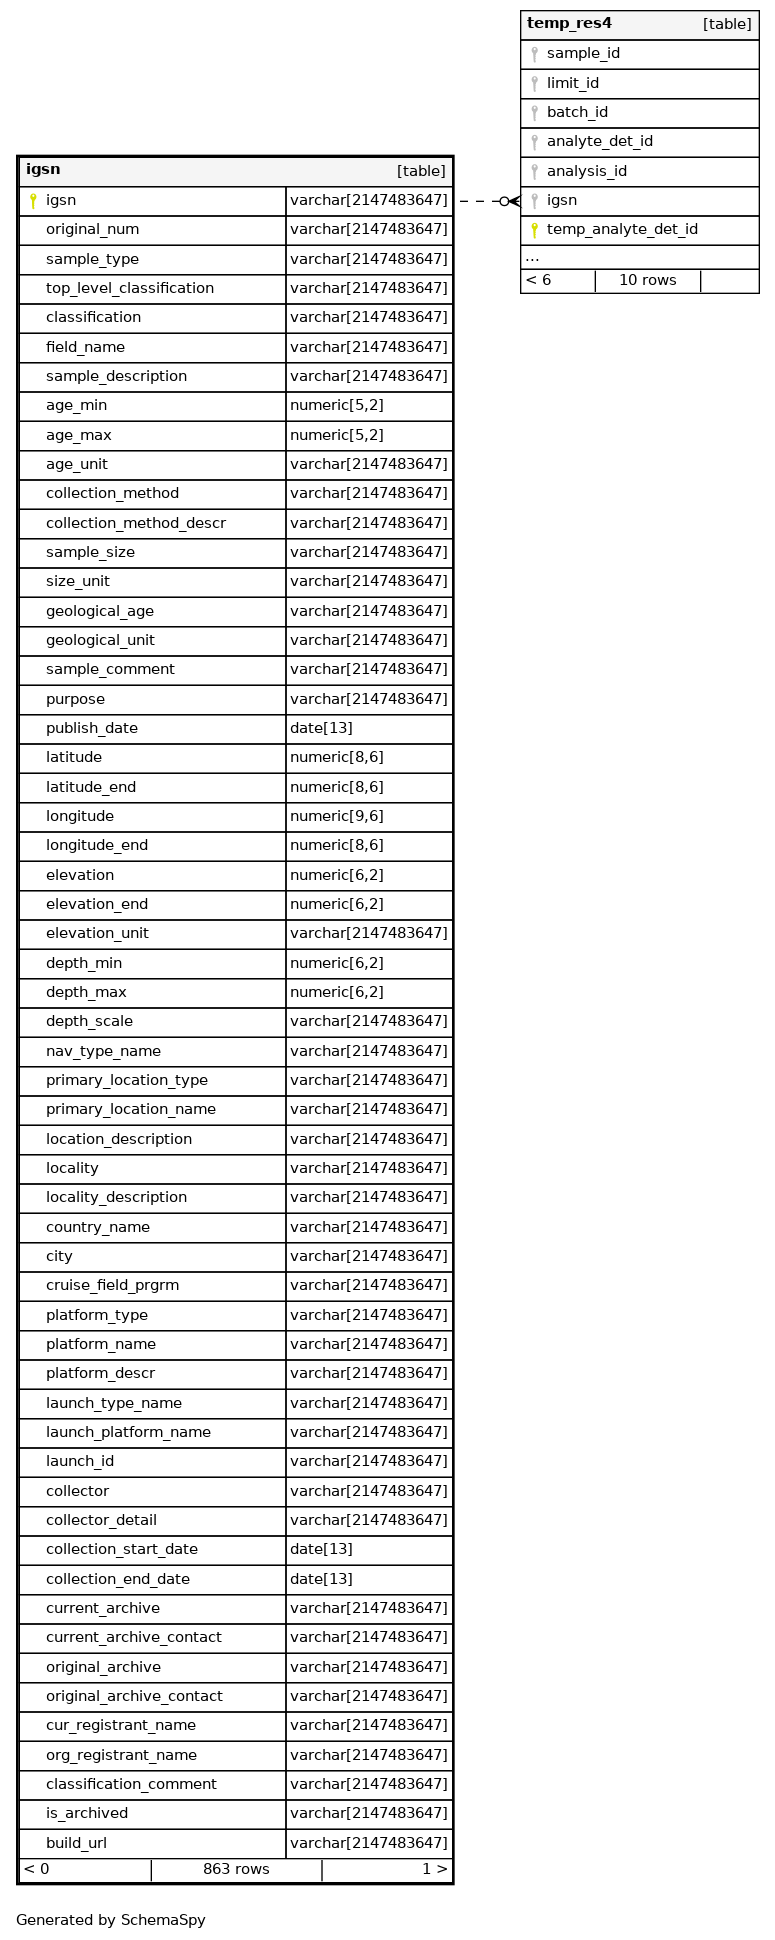 temp_res4 [table]
sample_id
limit_id
batch_id
analyte_det_id
analysis_id
igsn
temp_analyte_det_id
...
< 6 10 rows
igsn [table]
igsn varchar[2147483647]
original_num varchar[2147483647]
sample_type varchar[2147483647]
top_level_classification varchar[2147483647]
classification varchar[2147483647]
field_name varchar[2147483647]
sample_description varchar[2147483647]
age_min numeric[5,2]
age_max numeric[5,2]
age_unit varchar[2147483647]
collection_method varchar[2147483647]
collection_method_descr varchar[2147483647]
sample_size varchar[2147483647]
size_unit varchar[2147483647]
geological_age varchar[2147483647]
geological_unit varchar[2147483647]
sample_comment varchar[2147483647]
purpose varchar[2147483647]
publish_date date[13]
latitude numeric[8,6]
latitude_end numeric[8,6]
longitude numeric[9,6]
longitude_end numeric[8,6]
elevation numeric[6,2]
elevation_end numeric[6,2]
elevation_unit varchar[2147483647]
depth_min numeric[6,2]
depth_max numeric[6,2]
depth_scale varchar[2147483647]
nav_type_name varchar[2147483647]
primary_location_type varchar[2147483647]
primary_location_name varchar[2147483647]
location_description varchar[2147483647]
locality varchar[2147483647]
locality_description varchar[2147483647]
country_name varchar[2147483647]
city varchar[2147483647]
cruise_field_prgrm varchar[2147483647]
platform_type varchar[2147483647]
platform_name varchar[2147483647]
platform_descr varchar[2147483647]
launch_type_name varchar[2147483647]
launch_platform_name varchar[2147483647]
launch_id varchar[2147483647]
collector varchar[2147483647]
collector_detail varchar[2147483647]
collection_start_date date[13]
collection_end_date date[13]
current_archive varchar[2147483647]
current_archive_contact varchar[2147483647]
original_archive varchar[2147483647]
original_archive_contact varchar[2147483647]
cur_registrant_name varchar[2147483647]
org_registrant_name varchar[2147483647]
classification_comment varchar[2147483647]
is_archived varchar[2147483647]
build_url varchar[2147483647]
< 0 863 rows 1 >
Generated by SchemaSpy